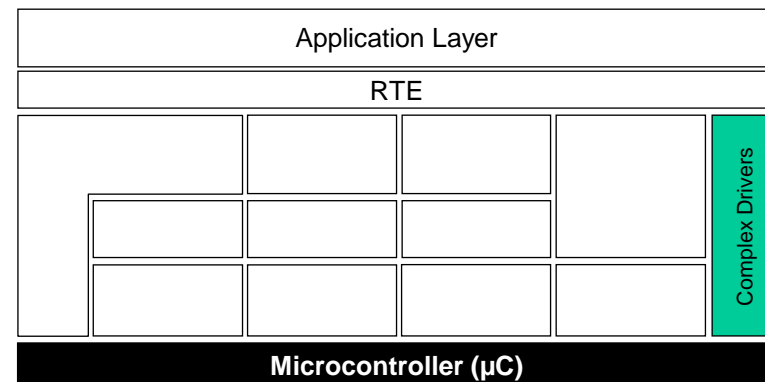 Application Layer
RTE
Complex Drivers
Microcontroller (µC)